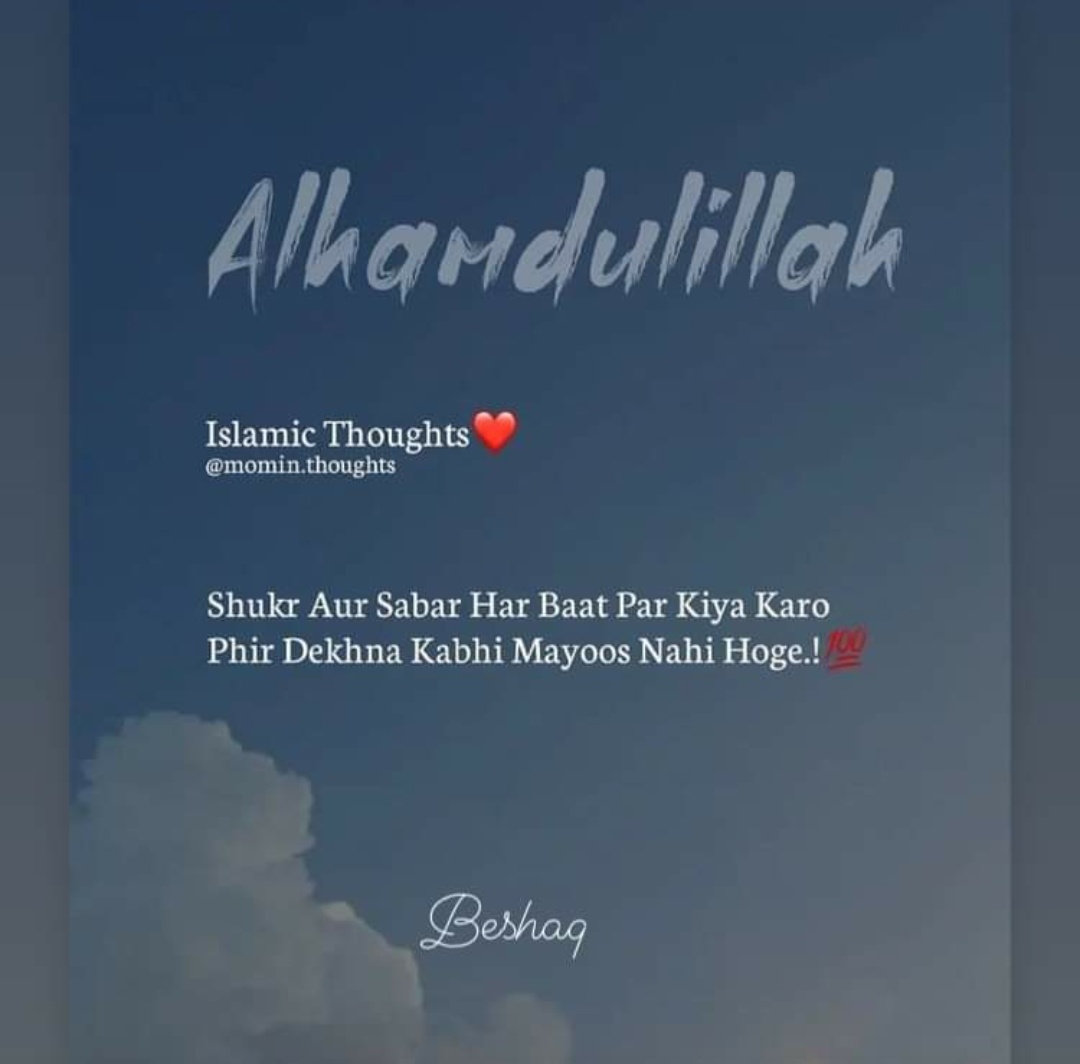 Alhamdulillah
Islamic Thoughts❤️
@momin.thoughts
Shukr Aur Sabar Har Baat Par Kiya Karo
Phir Dekhna Kabhi Mayoos Nahi Hoge.!💯
Beshaq